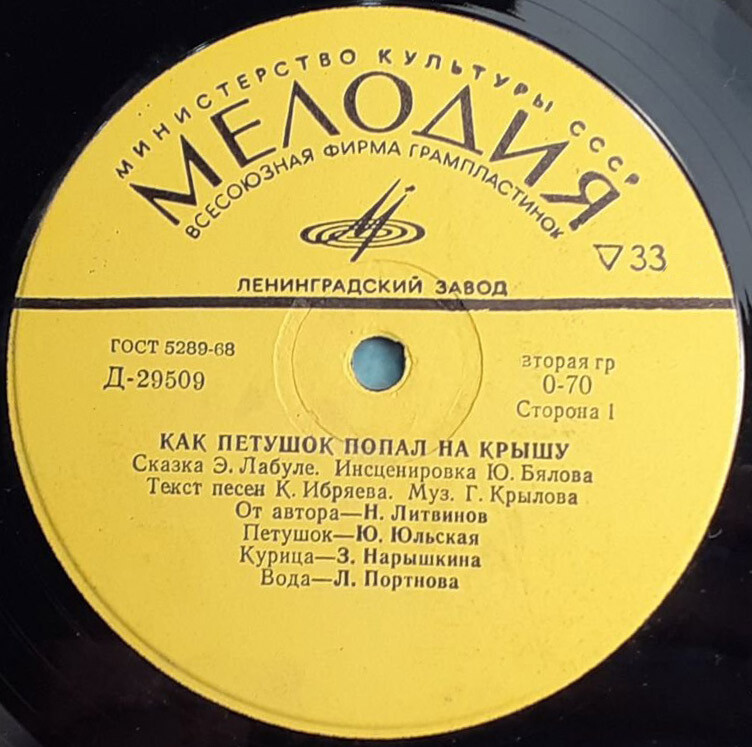 МИНИСТЕРСТВО КУЛЬТУРЫ СССР
МЕЛОДИЯ
ВСЕСОЮЗНАЯ ФИРМА ГРАМПЛАСТИНОК
▽33
ЛЕНИНГРАДСКИЙ ЗАВОД
ГОСТ 5289-68
Д-29509
вторая гр
0-70
Сторона 1
КАК ПЕТУШОК ПОПАЛ НА КРЫШУ
Сказка Э. Лабуле. Инсценировка Ю. Бялова
Текст песен К. Ибряева. Муз. Г. Крылова
От автора—Н. Литвинов
Петушок—Ю. Юльская
Курица—З. Нарышкина
Вода—Л. Портнова